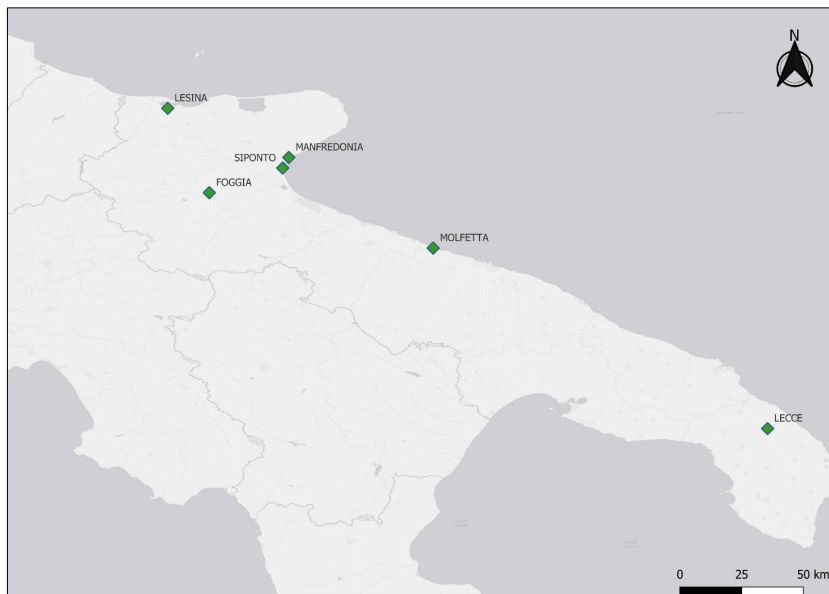 N
LESINA
MANFREDONIA
SIPONTO
FOGGIA
MOLFETTA
LECCE
0 25 50 km